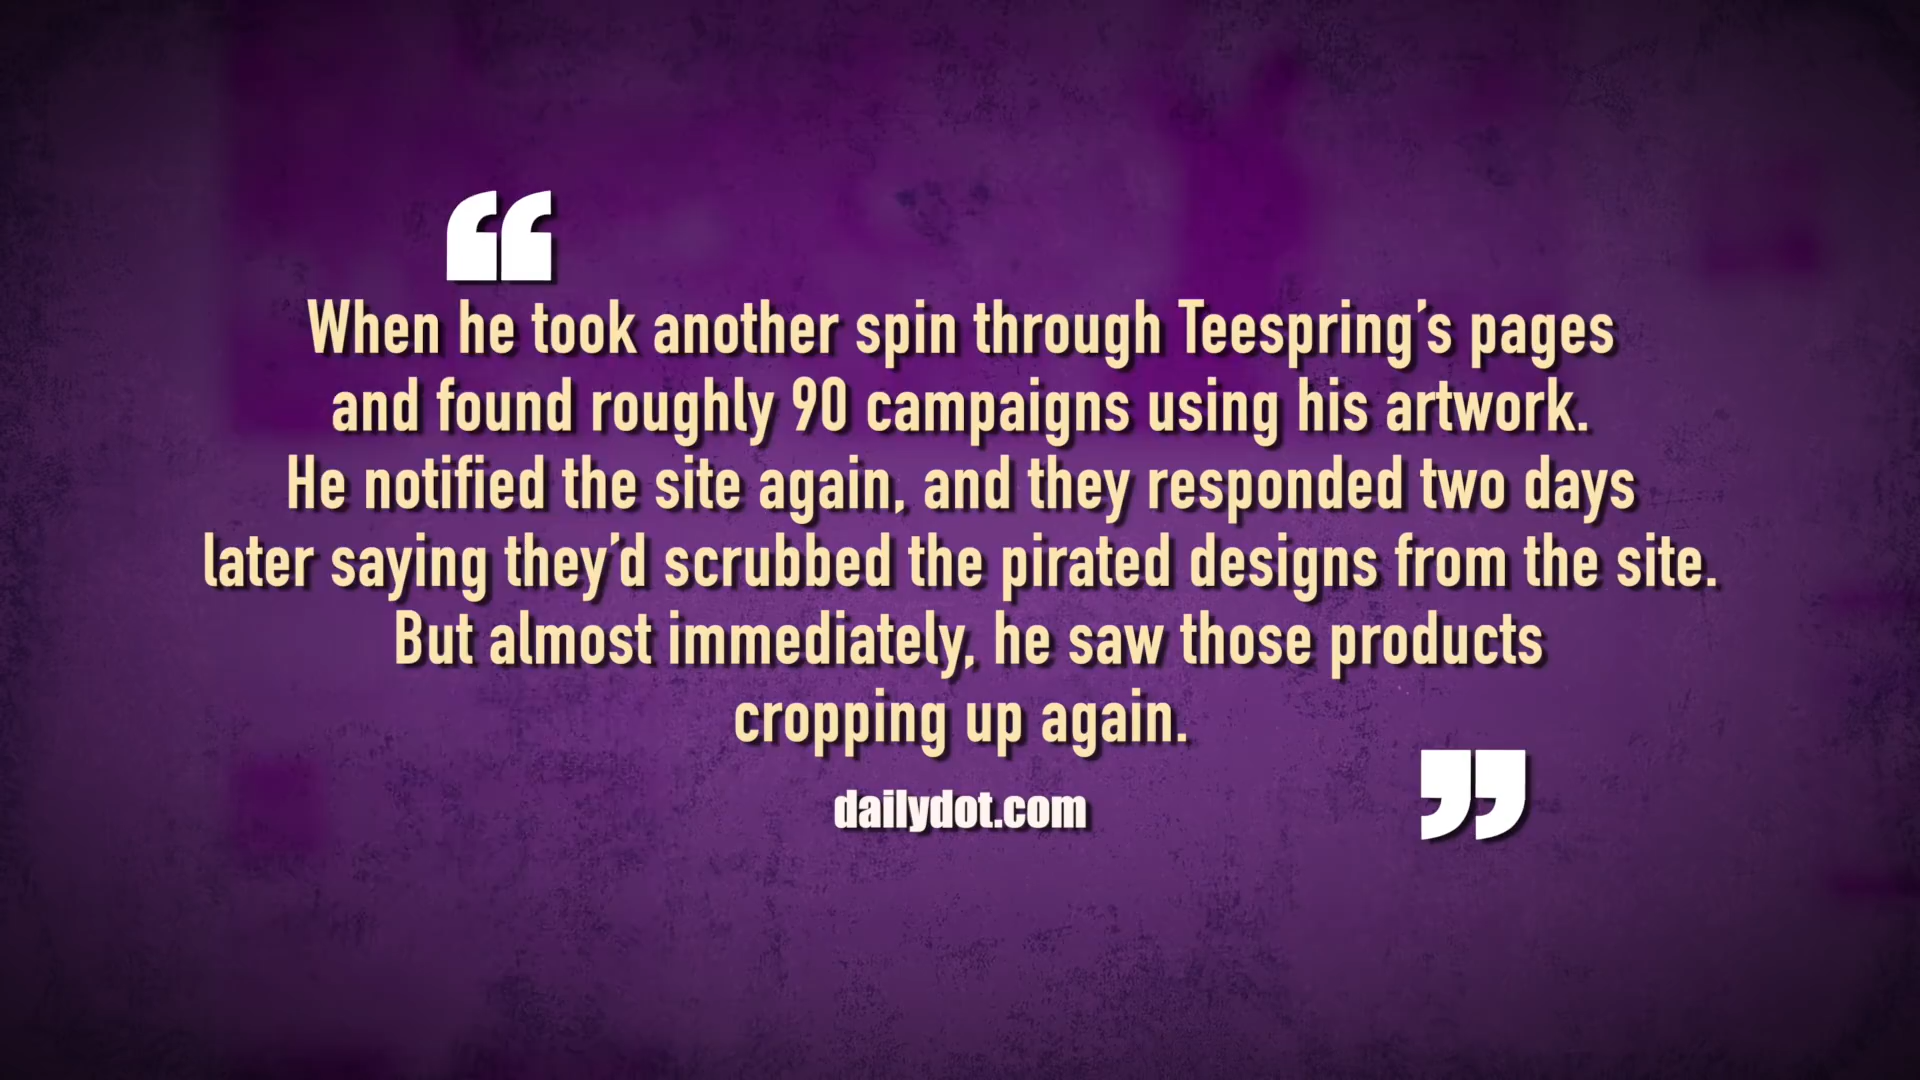 “
When he took another spin through Teespring’s pages
and found roughly 90 campaigns using his artwork.
He notified the site again, and they responded two days
later saying they’d scrubbed the pirated designs from the site.
But almost immediately, he saw those products
cropping up again.
”
dailydot.com